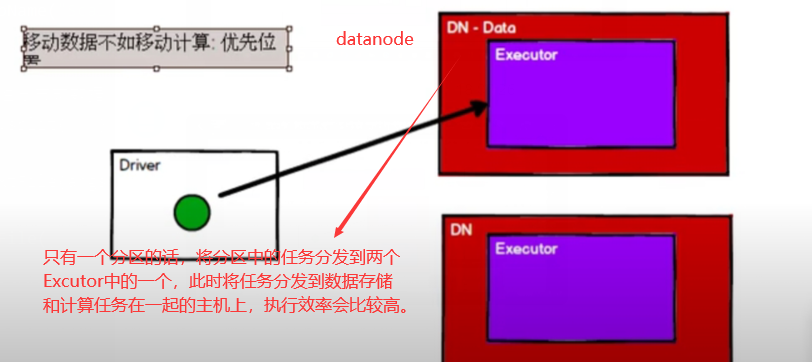 移动数据不如移动计算: 优先位
置
datanode
DN - Data
Executor
Driver
只有一个分区的话，将分区中的任务分发到两个
Excutor中的一个，此时将任务分发到数据存储
和计算任务在一起的主机上，执行效率会比较高。
DN
Executor